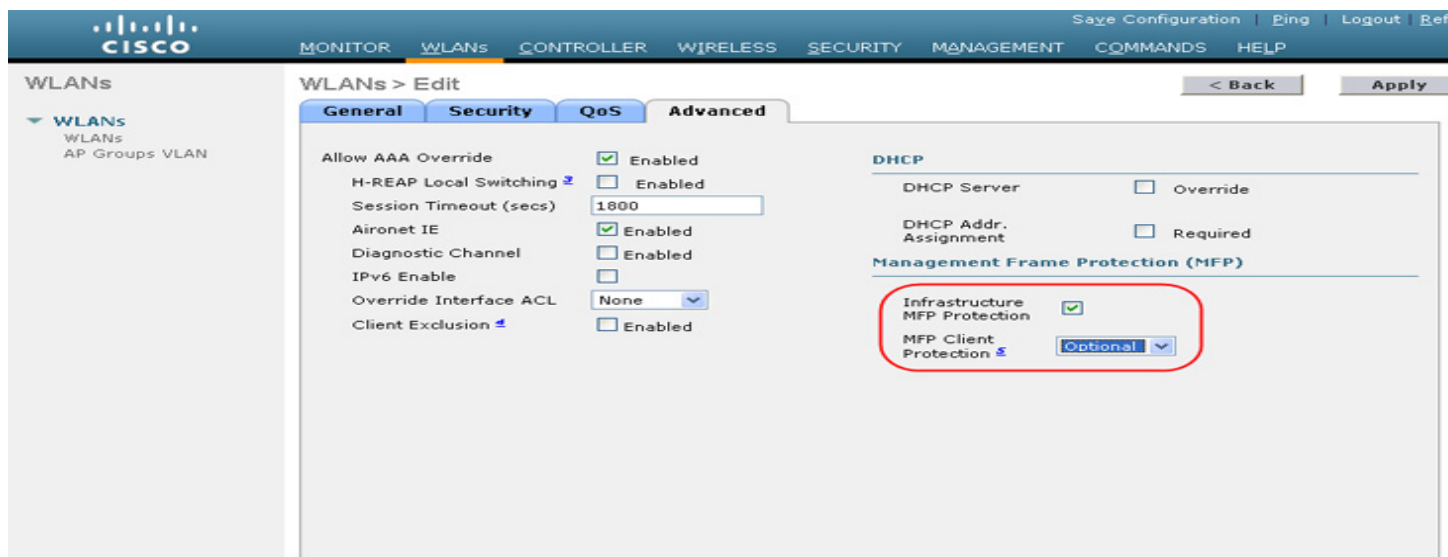 Save Configuration | Ping | Logout | Ref
CISCO
MONITOR WLANs CONTROLLER WIRELESS SECURITY MANAGEMENT COMMANDS HELP
WLANs
WLANs
WLANs
AP Groups VLAN
WLANs > Edit
< Back
Apply
General Security QoS Advanced
Allow AAA Override Enabled
H-REAP Local Switching 2 Enabled
Session Timeout (secs) 1800
Aironet IE Enabled
Diagnostic Channel Enabled
IPv6 Enable
Override Interface ACL None
Client Exclusion 4 Enabled
DHCP
DHCP Server Override
DHCP Addr.
Assignment Required
Management Frame Protection (MFP)
Infrastructure
MFP Protection
MFP Client
Protection 5 Optional